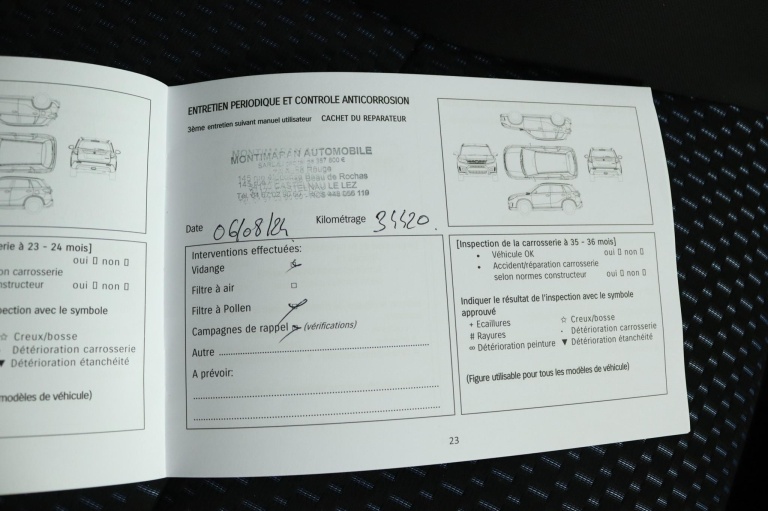 erie à 23 - 24 mois]
oui ▯ non ▯
on carrosserie
nstructeur oui ▯ non ▯
pection avec le symbole
☆ Creux/bosse
- Détérioration carrosserie
▼ Détérioration étanchéité
modèles de véhicule)
ENTRETIEN PERIODIQUE ET CONTROLE ANTICORROSION
3ème entretien suivant manuel utilisateur CACHET DU REPARATEUR
MONTIMARAN AUTOMOBILE
CASTELNAU LE LEZ
Date 06/08/24 Kilométrage 31420.
Interventions effectuées:
Vidange
Filtre à air □
Filtre à Pollen
Campagnes de rappel (vérifications)
Autre
A prévoir:
[Inspection de la carrosserie à 35 - 36 mois]
• Véhicule OK oui ▯ non ▯
• Accident/réparation carrosserie
selon normes constructeur oui ▯ non ▯
Indiquer le résultat de l'inspection avec le symbole
approuvé
+ Ecaillures ☆ Creux/bosse
# Rayures - Détérioration carrosserie
∞ Détérioration peinture ▼ Détérioration étanchéité
(Figure utilisable pour tous les modèles de véhicule)
23